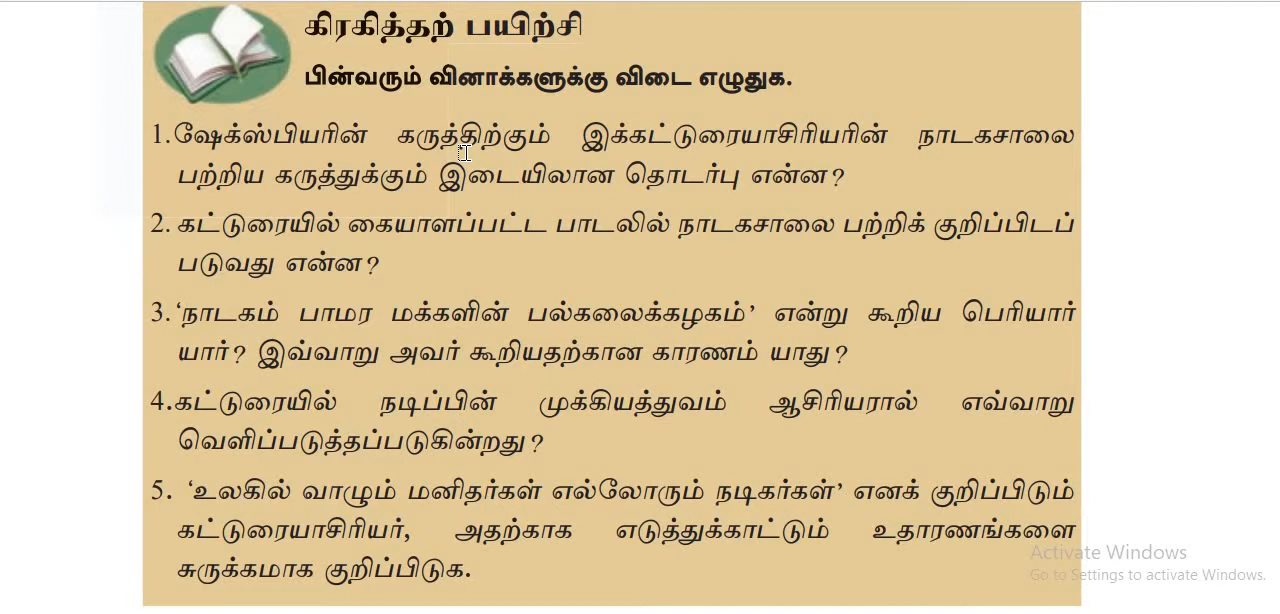 கிரகித்தற் பயிற்சி
பின்வரும் வினாக்களுக்கு விடை எழுதுக.
1.ஷேக்ஸ்பியரின் கருத்திற்கும் இக்கட்டுரையாசிரியரின் நாடகசாலை
பற்றிய கருத்துக்கும் இடையிலான தொடர்பு என்ன?
2. கட்டுரையில் கையாளப்பட்ட பாடலில் நாடகசாலை பற்றிக் குறிப்பிடப்
படுவது என்ன?
3. ‘நாடகம் பாமர மக்களின் பல்கலைக்கழகம்’ என்று கூறிய பெரியார்
யார்? இவ்வாறு அவர் கூறியதற்கான காரணம் யாது?
4.கட்டுரையில் நடிப்பின் முக்கியத்துவம் ஆசிரியரால் எவ்வாறு
வெளிப்படுத்தப்படுகின்றது?
5. ‘உலகில் வாழும் மனிதர்கள் எல்லோரும் நடிகர்கள்’ எனக் குறிப்பிடும்
கட்டுரையாசிரியர், அதற்காக எடுத்துக்காட்டும் உதாரணங்களை
சுருக்கமாக குறிப்பிடுக.
Activate Windows
Go to Settings to activate Windows.